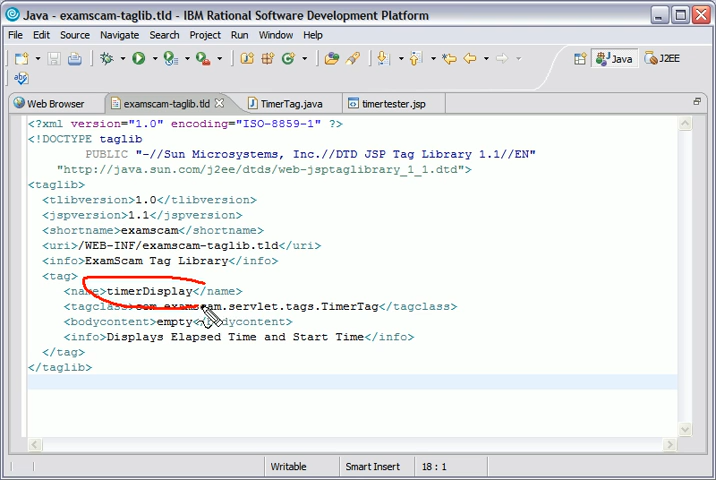 Java - examscam-taglib.tld - IBM Rational Software Development Platform
File Edit Source Navigate Search Project Run Window Help
Java J2EE
abc
Web Browser examscam-taglib.tld TimerTag.java timertester.jsp
<?xml version="1.0" encoding="ISO-8859-1" ?>
<!DOCTYPE taglib
PUBLIC "-//Sun Microsystems, Inc.//DTD JSP Tag Library 1.1//EN"
"http://java.sun.com/j2ee/dtds/web-jsptaglibrary_1_1.dtd">
<taglib>
<tlibversion>1.0</tlibversion>
<jspversion>1.1</jspversion>
<shortname>examscam</shortname>
<uri>/WEB-INF/examscam-taglib.tld</uri>
<info>ExamScam Tag Library</info>
<tag>
<name>timerDisplay</name>
<tagclass>com.examscam.servlet.tags.TimerTag</tagclass>
<bodycontent>empty</bodycontent>
<info>Displays Elapsed Time and Start Time</info>
</tag>
</taglib>
Writable Smart Insert 18 : 1